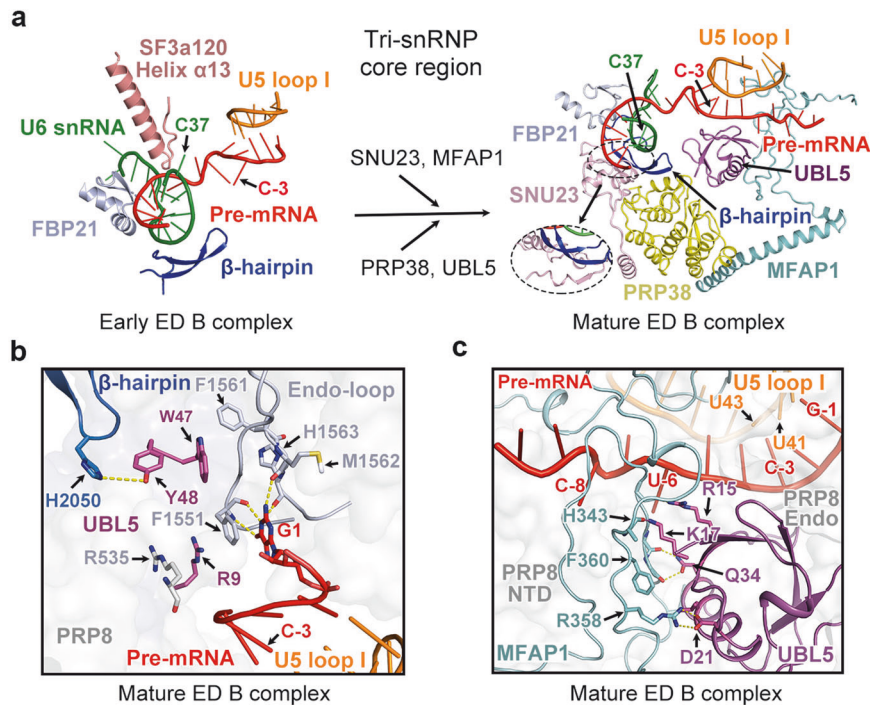 a
SF3a120
Helix α13
U5 loop I
C37
U6 snRNA
C-3
FBP21
Pre-mRNA
β-hairpin
Early ED B complex
Tri-snRNP
core region
SNU23, MFAP1
PRP38, UBL5
U5 loop I
C-3
C37
FBP21
Pre-mRNA
UBL5
SNU23
β-hairpin
MFAP1
PRP38
Mature ED B complex
b
β-hairpin
F1561
Endo-loop
W47
H1563
M1562
H2050
Y48
UBL5
F1551
G1
R535
R9
C-3
PRP8
Pre-mRNA
U5 loop I
Mature ED B complex
c
Pre-mRNA
U5 loop I
U43
G-1
U41
C-3
C-8
U-6
R15
PRP8
Endo
H343
K17
F360
PRP8
NTD
Q34
R358
MFAP1
D21
UBL5
Mature ED B complex